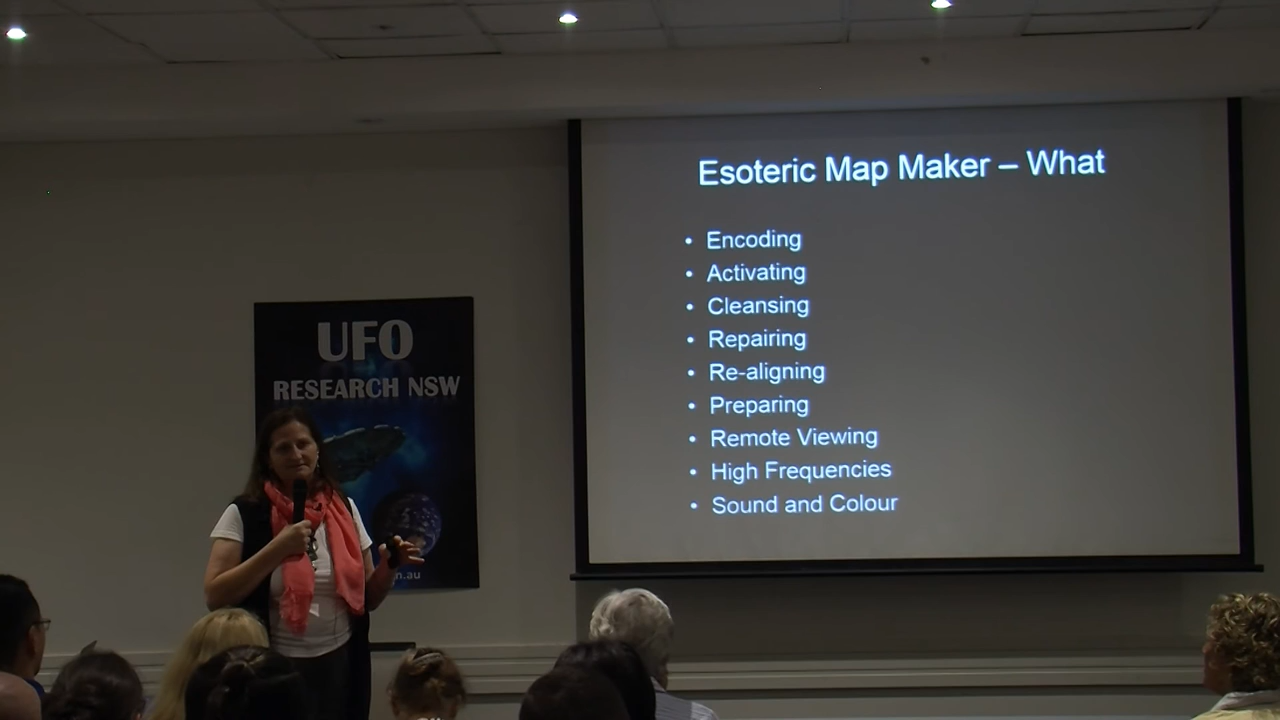 Esoteric Map Maker – What
• Encoding
• Activating
• Cleansing
• Repairing
• Re-aligning
• Preparing
• Remote Viewing
• High Frequencies
• Sound and Colour
UFO
RESEARCH NSW
n.au